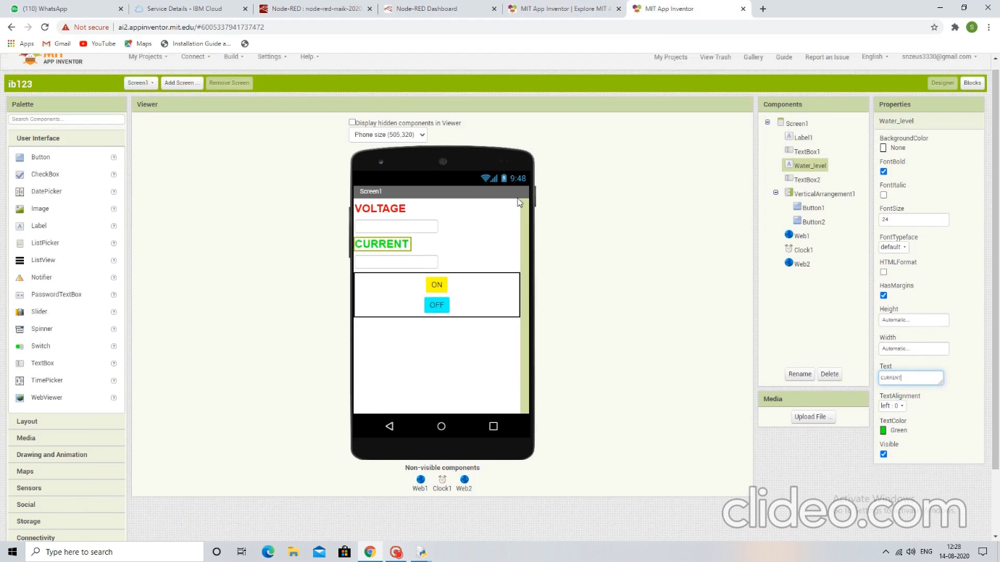 (110) WhatsApp
Service Details - IBM Cloud
Node-RED : node-red-rraik-2020
Node-RED Dashboard
MIT App Inventor | Explore MIT A
MIT App Inventor
Not secure | ai2.appinventor.mit.edu/#6005337941737472
S
Apps
Gmail
YouTube
Maps
Installation Guide a...
MIT
APP INVENTOR
My Projects
Connect
Build
Settings
Help
My Projects
View Trash
Gallery
Guide
Report an Issue
English
snzeus3330@gmail.com
ib123
Screen1
Add Screen ...
Remove Screen
Designer
Blocks
Palette
Search Components...
User Interface
Button
CheckBox
DatePicker
Image
Label
ListPicker
ListView
Notifier
PasswordTextBox
Slider
Spinner
Switch
TextBox
TimePicker
WebViewer
Layout
Media
Drawing and Animation
Maps
Sensors
Social
Storage
Connectivity
Viewer
Display hidden components in Viewer
Phone size (505,320)
9:48
Screen1
VOLTAGE
CURRENT
ON
OFF
Non-visible components
Web1
Clock1
Web2
Components
Screen1
Label1
TextBox1
Water_level
TextBox2
VerticalArrangement1
Button1
Button2
Web1
Clock1
Web2
Rename
Delete
Media
Upload File ...
Properties
Water_level
BackgroundColor
None
FontBold
FontItalic
FontSize
24
FontTypeface
default
HTMLFormat
HasMargins
Height
Automatic...
Width
Automatic...
Text
CURRENT
TextAlignment
left : 0
TextColor
Green
Visible
Activate Windows
Go to Settings to activate Windows.
clideo.com
Type here to search
ENG
12:28
14-08-2020